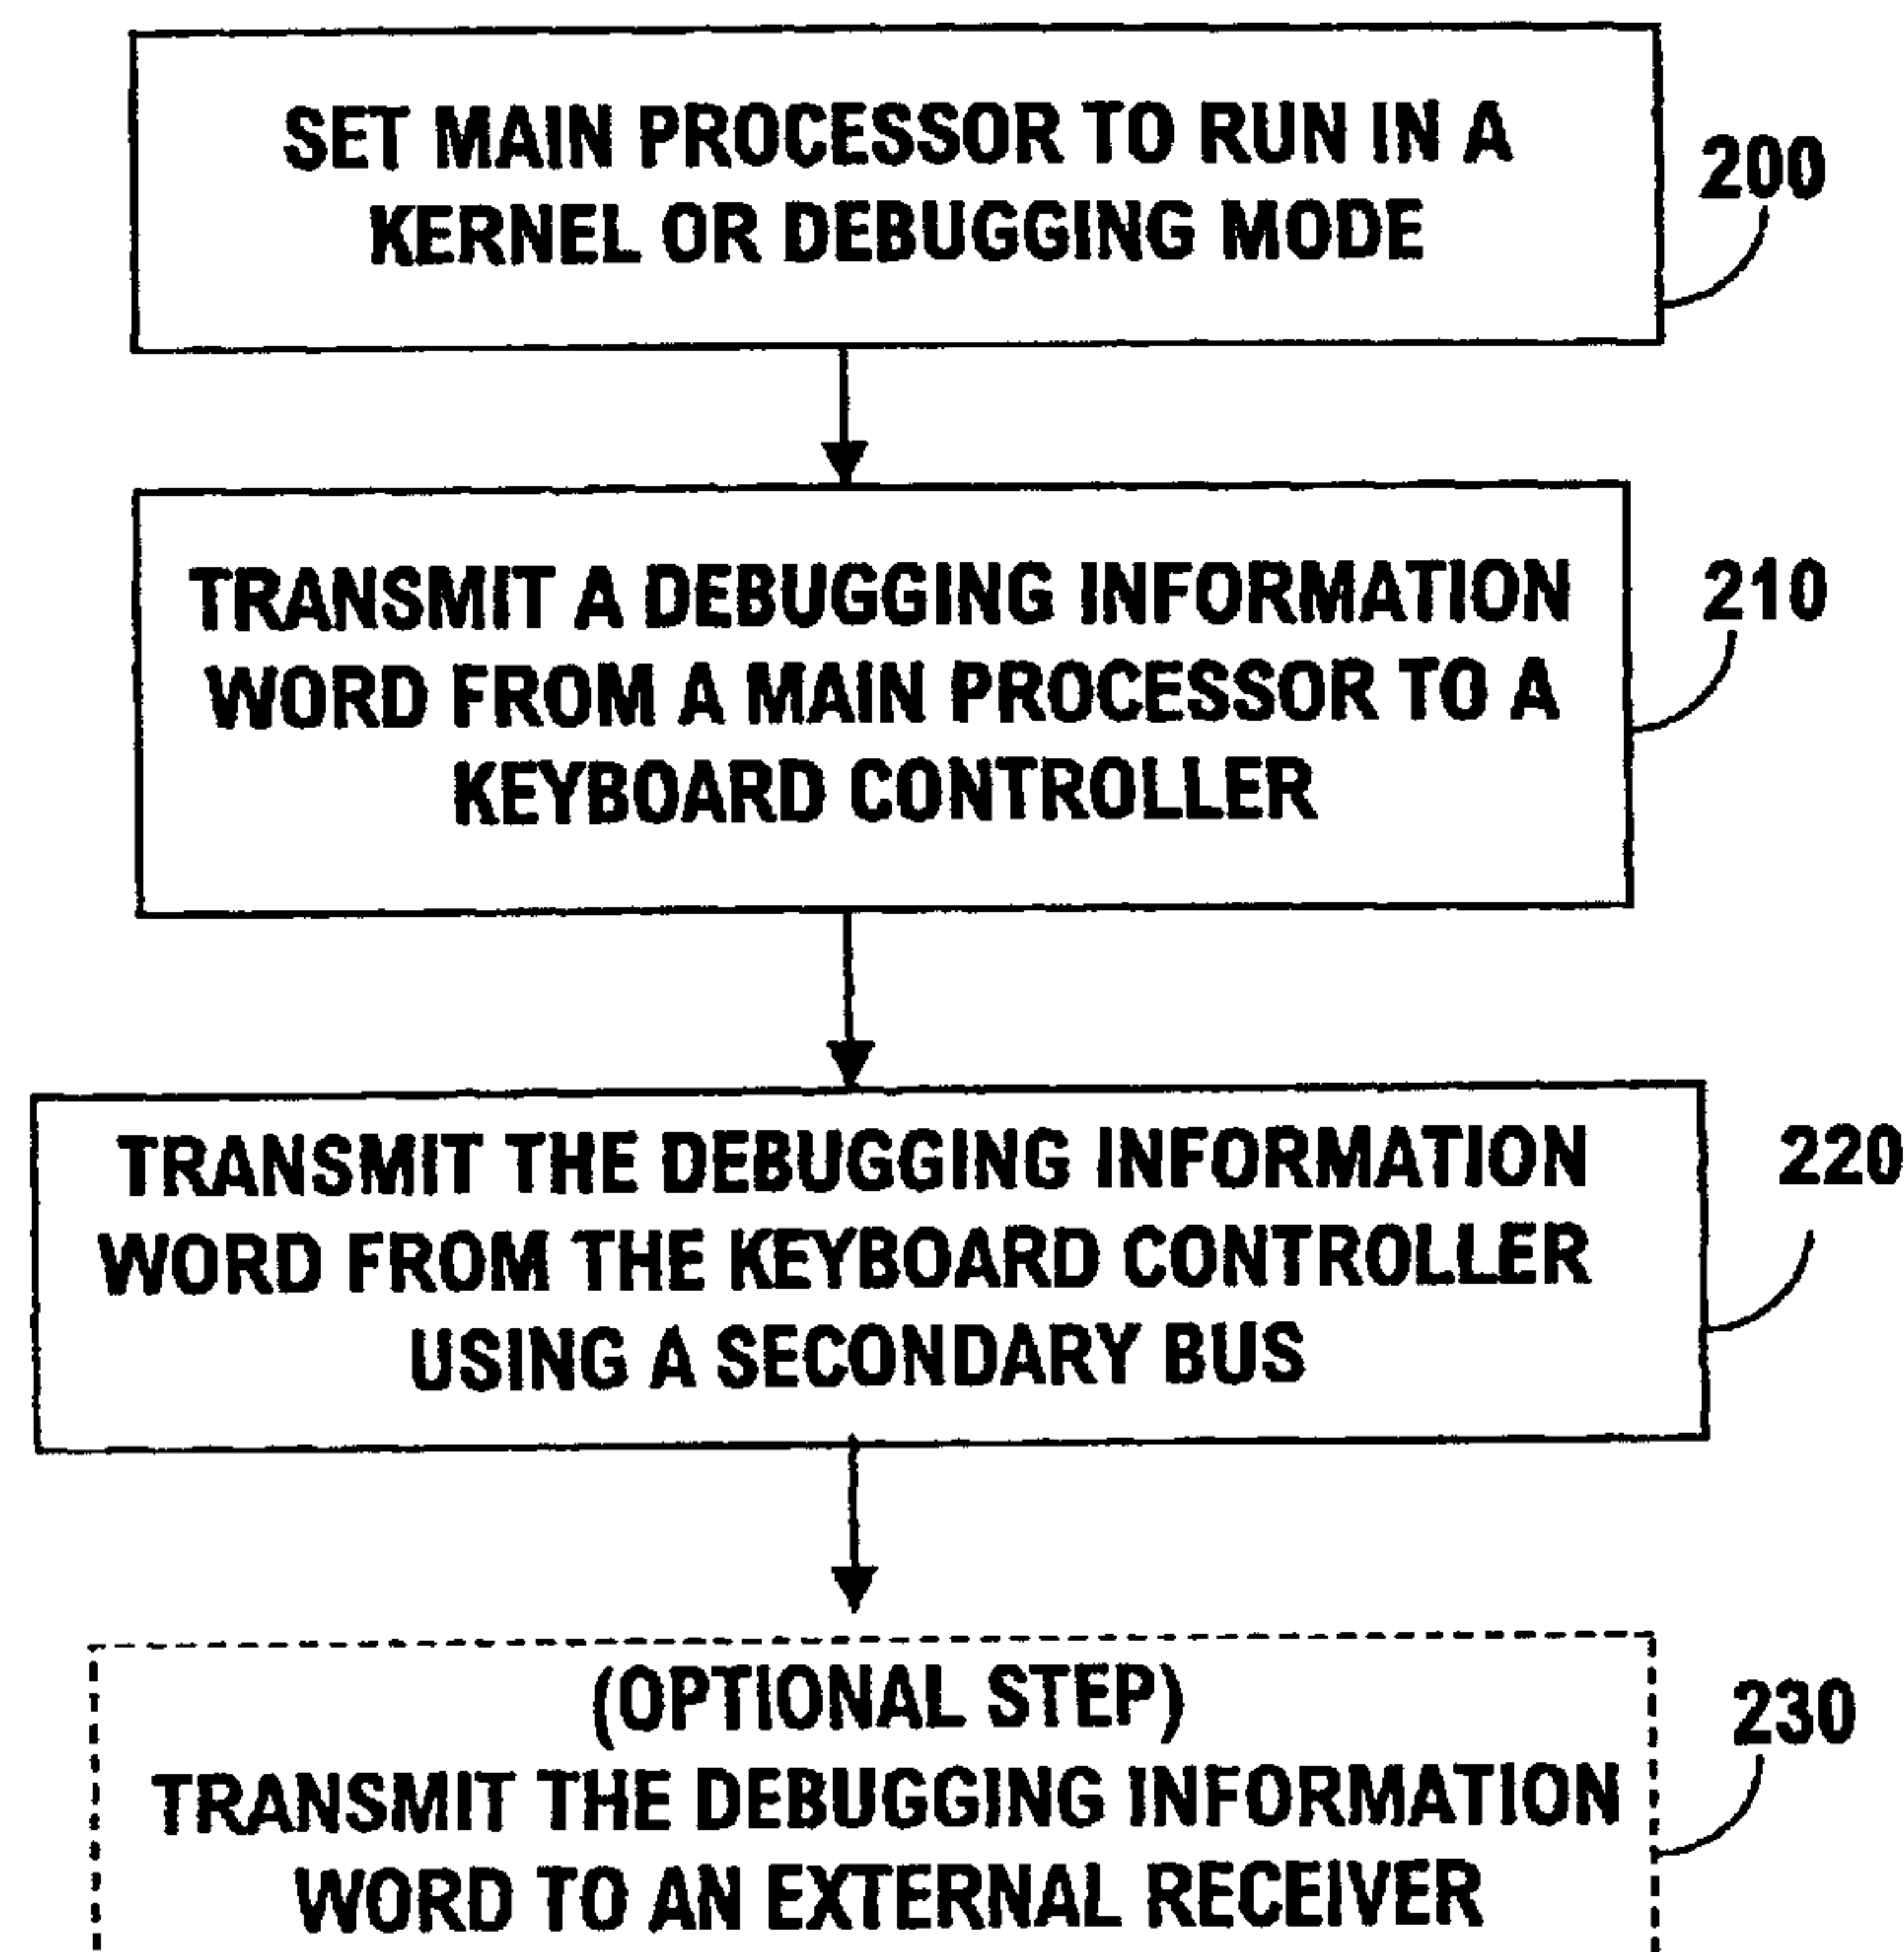 SET MAIN PROCESSOR TO RUN IN A
KERNEL OR DEBUGGING MODE
200
TRANSMIT A DEBUGGING INFORMATION
WORD FROM A MAIN PROCESSOR TO A
KEYBOARD CONTROLLER
210
TRANSMIT THE DEBUGGING INFORMATION
WORD FROM THE KEYBOARD CONTROLLER
USING A SECONDARY BUS
220
(OPTIONAL STEP)
TRANSMIT THE DEBUGGING INFORMATION
WORD TO AN EXTERNAL RECEIVER
230